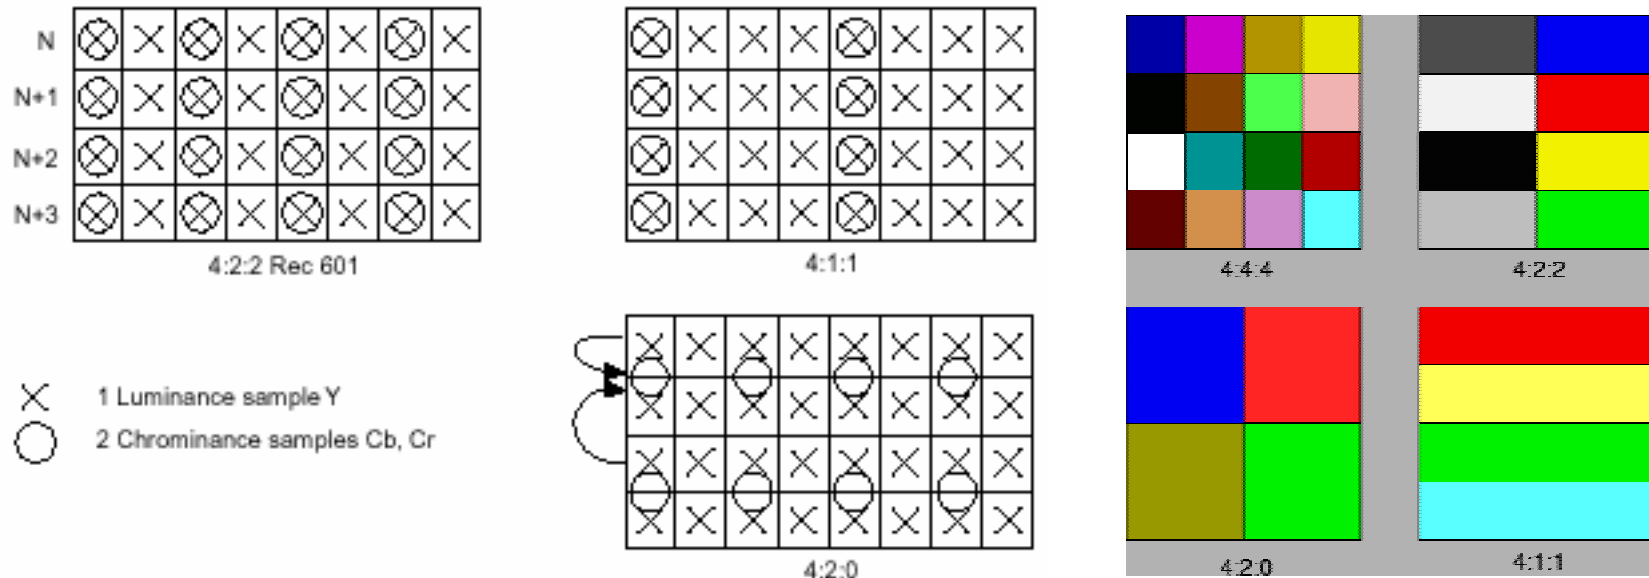 N
N+1
N+2
N+3
4:2:2 Rec 601
4:1:1
1 Luminance sample Y
2 Chrominance samples Cb, Cr
4:2:0
4:4:4
4:2:2
4:2:0
4:1:1